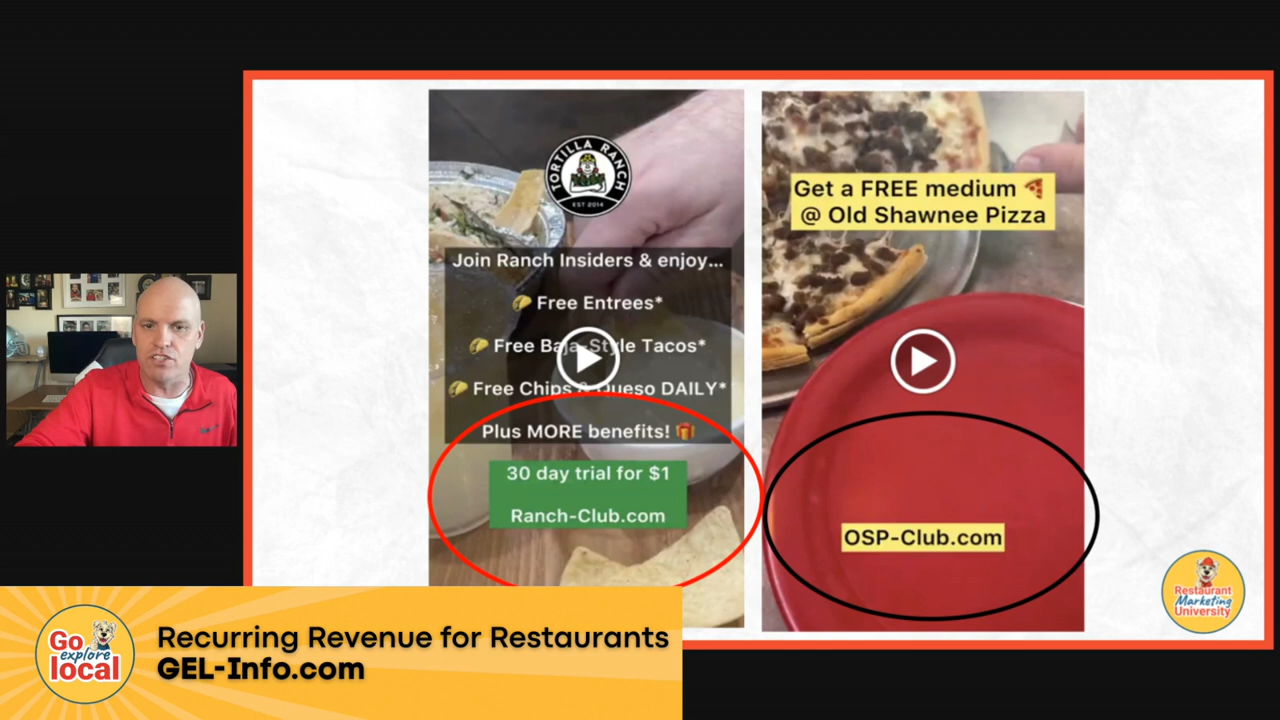 TORTILLA RANCH
EST 2014
Join Ranch Insiders & enjoy...
🌮 Free Entrees*
🌮 Free Baja-Style Tacos*
🌮 Free Chips & Queso DAILY*
Plus MORE benefits! 🎁
30 day trial for $1
Ranch-Club.com
Get a FREE medium 🍕
@ Old Shawnee Pizza
OSP-Club.com
Restaurant
Marketing
University
Go
explore
local
Recurring Revenue for Restaurants
GEL-Info.com